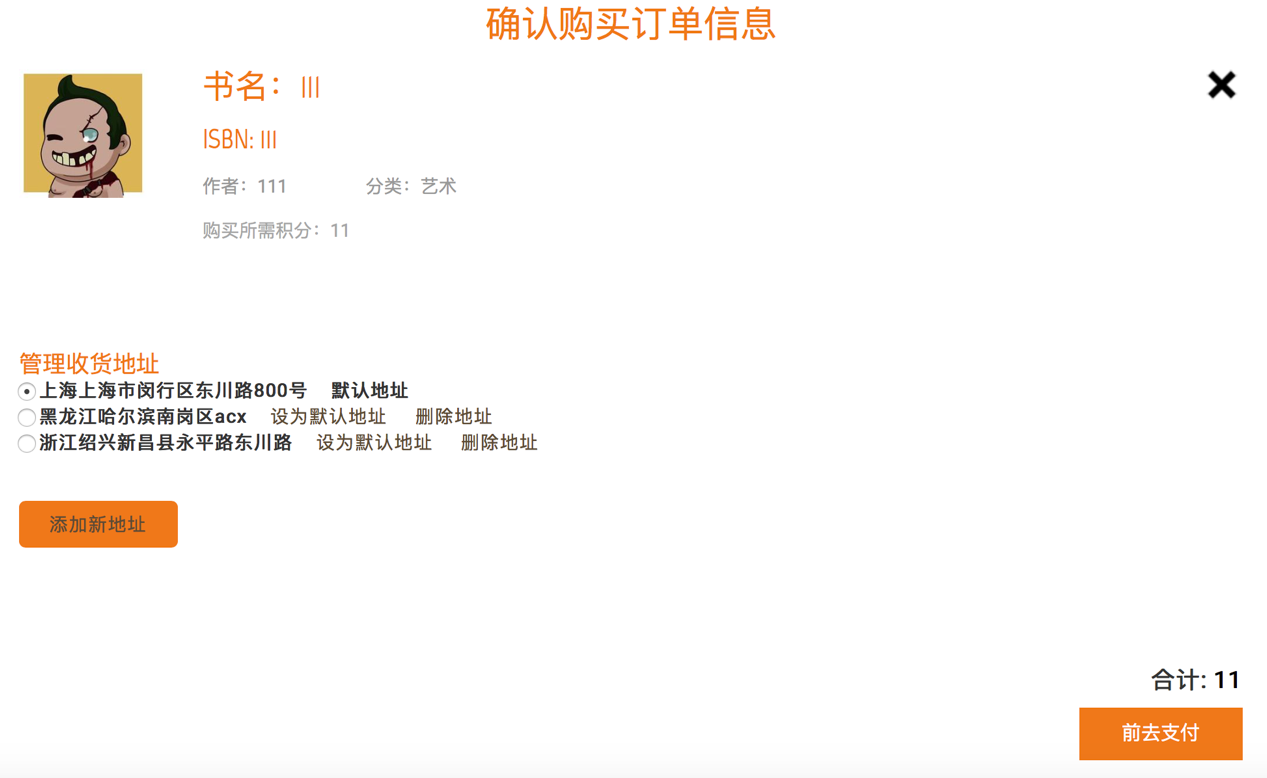 确认购买订单信息
书名：111
ISBN: 111
作者：111 分类：艺术
购买所需积分：11
管理收货地址
上海上海市闵行区东川路800号 默认地址
黑龙江哈尔滨南岗区acx 设为默认地址 删除地址
浙江绍兴新昌县永平路东川路 设为默认地址 删除地址
添加新地址
合计: 11
前去支付